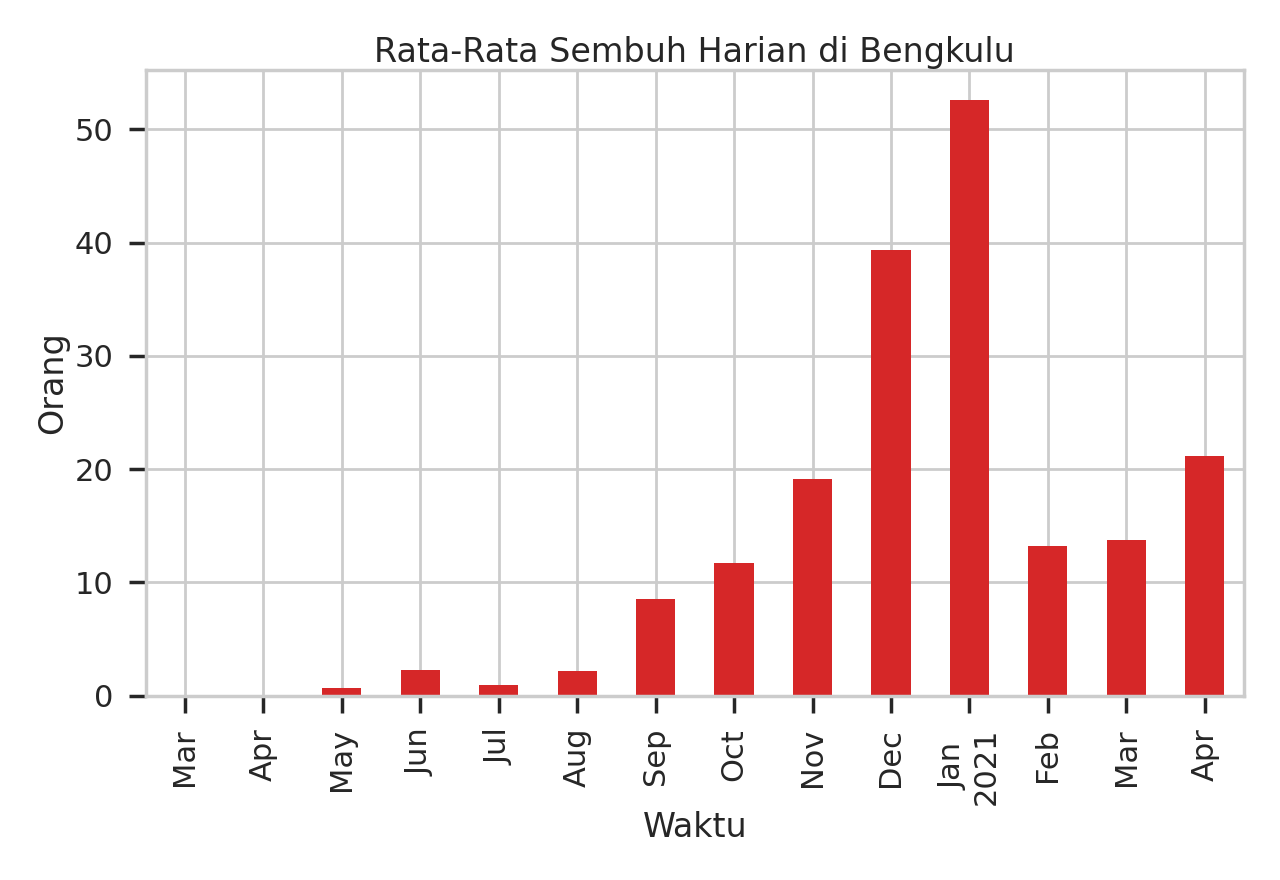 Rata-Rata Sembuh Harian di Bengkulu
50
40
30
20
10
0
Orang
Mar
Apr
May
Jun
Jul
Aug
Sep
Oct
Nov
Dec
Jan
2021
Feb
Mar
Apr
Waktu